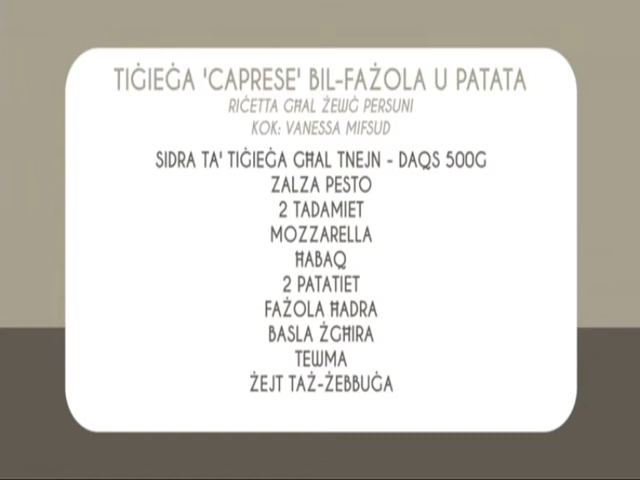 TIĠIEĠA 'CAPRESE' BIL-FAŻOLA U PATATA
RIĊETTA GĦAL ŻEWĠ PERSUNI
KOK: VANESSA MIFSUD
SIDRA TA' TIĠIEĠA GĦAL TNEJN - DAQS 500G
ZALZA PESTO
2 TADAMIET
MOZZARELLA
ĦABAQ
2 PATATIET
FAŻOLA ĦADRA
BASLA ŻGĦIRA
TEWMA
ŻEJT TAŻ-ŻEBBUĠA